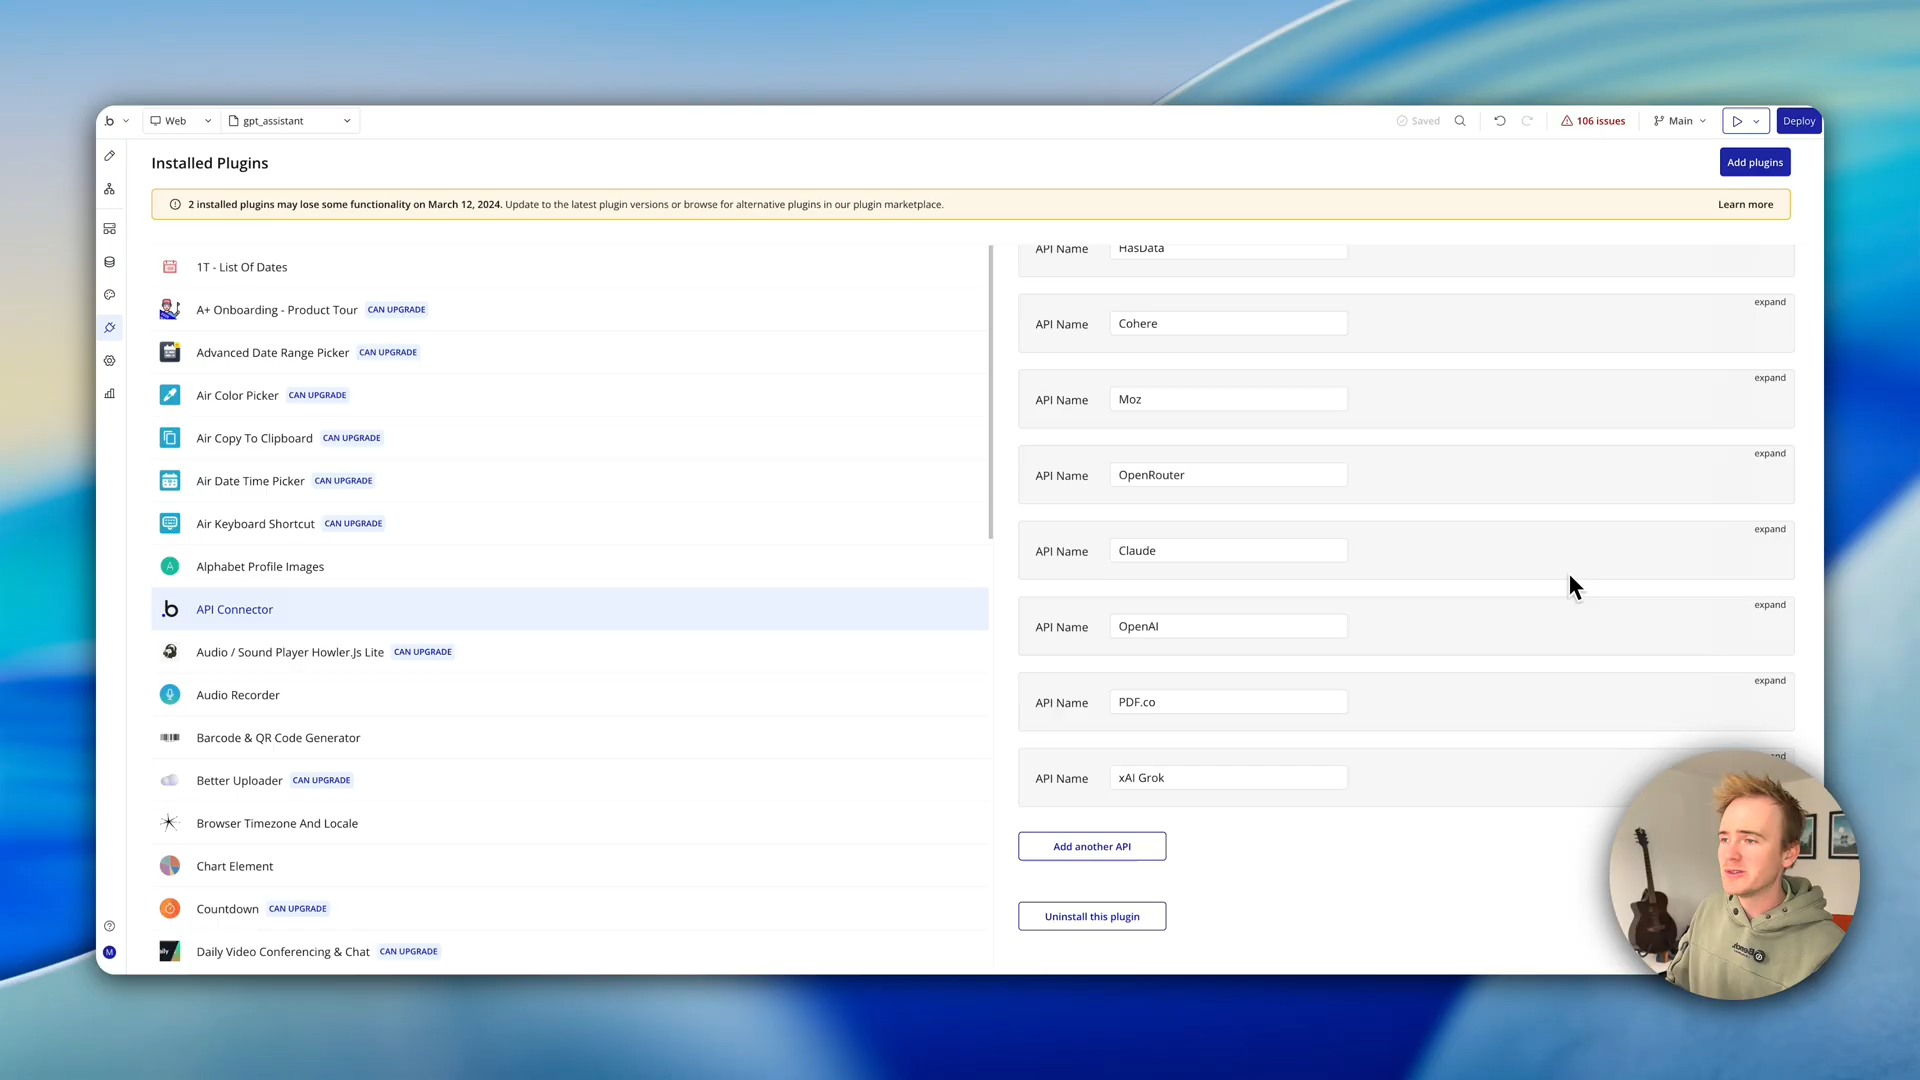 Web
gpt_assistant
Saved
106 issues
Main
Deploy
Installed Plugins
Add plugins
2 installed plugins may lose some functionality on March 12, 2024. Update to the latest plugin versions or browse for alternative plugins in our plugin marketplace.
Learn more
1T - List Of Dates
A+ Onboarding - Product Tour CAN UPGRADE
Advanced Date Range Picker CAN UPGRADE
Air Color Picker CAN UPGRADE
Air Copy To Clipboard CAN UPGRADE
Air Date Time Picker CAN UPGRADE
Air Keyboard Shortcut CAN UPGRADE
A Alphabet Profile Images
b API Connector
Audio / Sound Player Howler.Js Lite CAN UPGRADE
Audio Recorder
Barcode & QR Code Generator
Better Uploader CAN UPGRADE
Browser Timezone And Locale
Chart Element
Countdown CAN UPGRADE
Daily Video Conferencing & Chat CAN UPGRADE
M
API Name HasData
expand
API Name Cohere
expand
API Name Moz
expand
API Name OpenRouter
expand
API Name Claude
expand
API Name OpenAI
expand
API Name PDF.co
API Name xAI Grok
Add another API
Uninstall this plugin